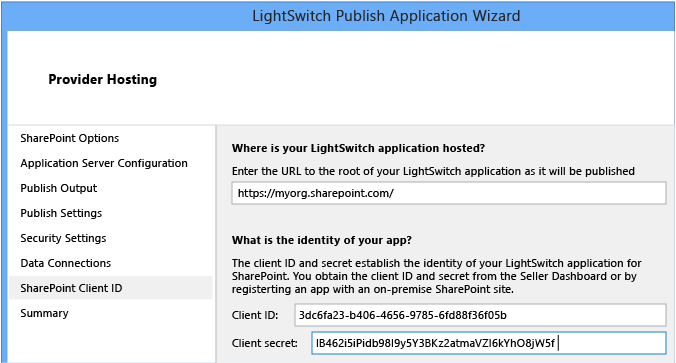 LightSwitch Publish Application Wizard
Provider Hosting
SharePoint Options
Application Server Configuration
Publish Output
Publish Settings
Security Settings
Data Connections
SharePoint Client ID
Summary
Where is your LightSwitch application hosted?
Enter the URL to the root of your LightSwitch application as it will be published
https://myorg.sharepoint.com/
What is the identity of your app?
The client ID and secret establish the identity of your LightSwitch application for
SharePoint. You obtain the client ID and secret from the Seller Dashboard or by
registerting an app with an on-premise SharePoint site.
Client ID: 3dc6fa23-b406-4656-9785-6fd88f36f05b
Client secret: IB462i5iPidb98I9y5Y3BKz2atmaVZI6kYhO8jW5f